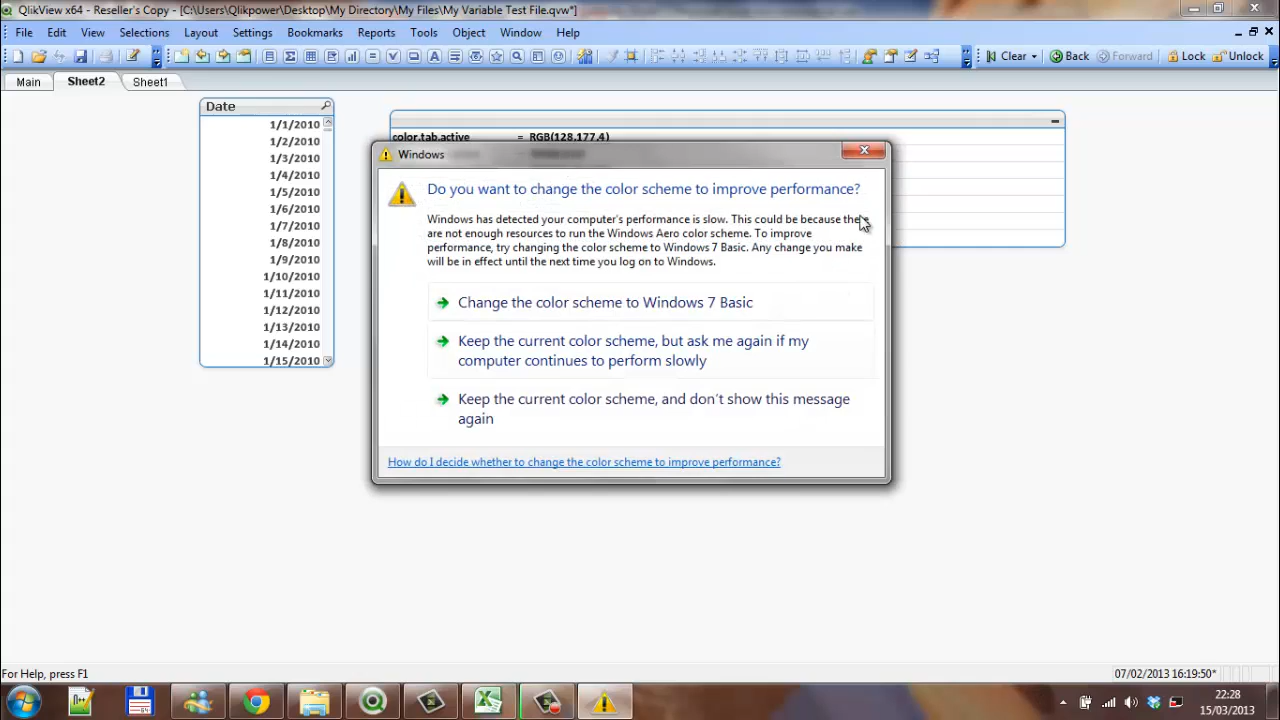 QlikView x64 - Reseller's Copy - [C:\Users\Qlikpower\Desktop\My Directory\My Files\My Variable Test File.qvw*]
File Edit View Selections Layout Settings Bookmarks Reports Tools Object Window Help
Clear Back Forward Lock Unlock
Main Sheet2 Sheet1
Date
1/1/2010
1/2/2010
1/3/2010
1/4/2010
1/5/2010
1/6/2010
1/7/2010
1/8/2010
1/9/2010
1/10/2010
1/11/2010
1/12/2010
1/13/2010
1/14/2010
1/15/2010
color.tab.active = RGB(128,177,4)
Windows
Do you want to change the color scheme to improve performance?
Windows has detected your computer's performance is slow. This could be because there
are not enough resources to run the Windows Aero color scheme. To improve
performance, try changing the color scheme to Windows 7 Basic. Any change you make
will be in effect until the next time you log on to Windows.
Change the color scheme to Windows 7 Basic
Keep the current color scheme, but ask me again if my
computer continues to perform slowly
Keep the current color scheme, and don't show this message
again
How do I decide whether to change the color scheme to improve performance?
For Help, press F1
07/02/2013 16:19:50*
22:28
15/03/2013